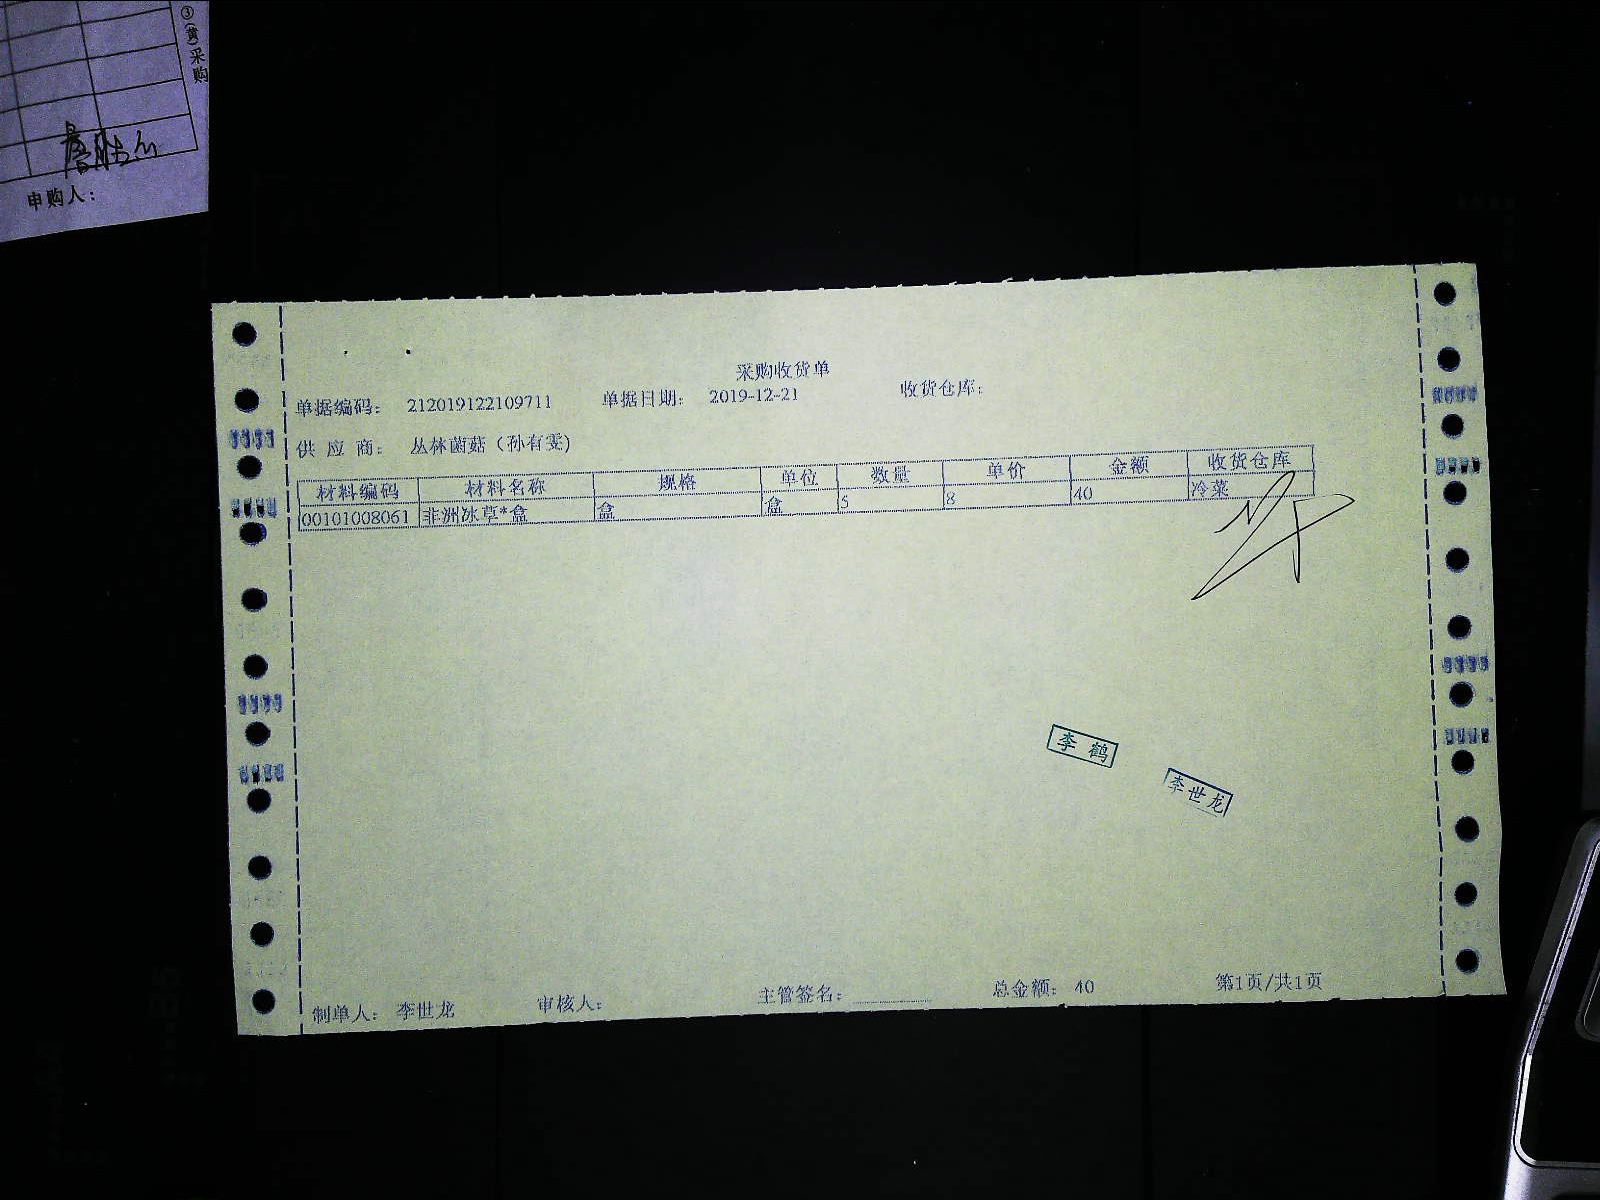 ③(黄)采购
申购人：
采购收货单
单据编码： 212019122109711 单据日期： 2019-12-21 收货仓库：
供 应 商： 丛林菌菇（孙有雯)
材料编码 材料名称 规格 单位 数量 单价 金额 收货仓库
00101008061 非洲冰草*盒 盒 盒 5 8 40 冷菜
李鹤
李世龙
制单人： 李世龙 审核人： 主管签名： 总金额： 40 第1页/共1页